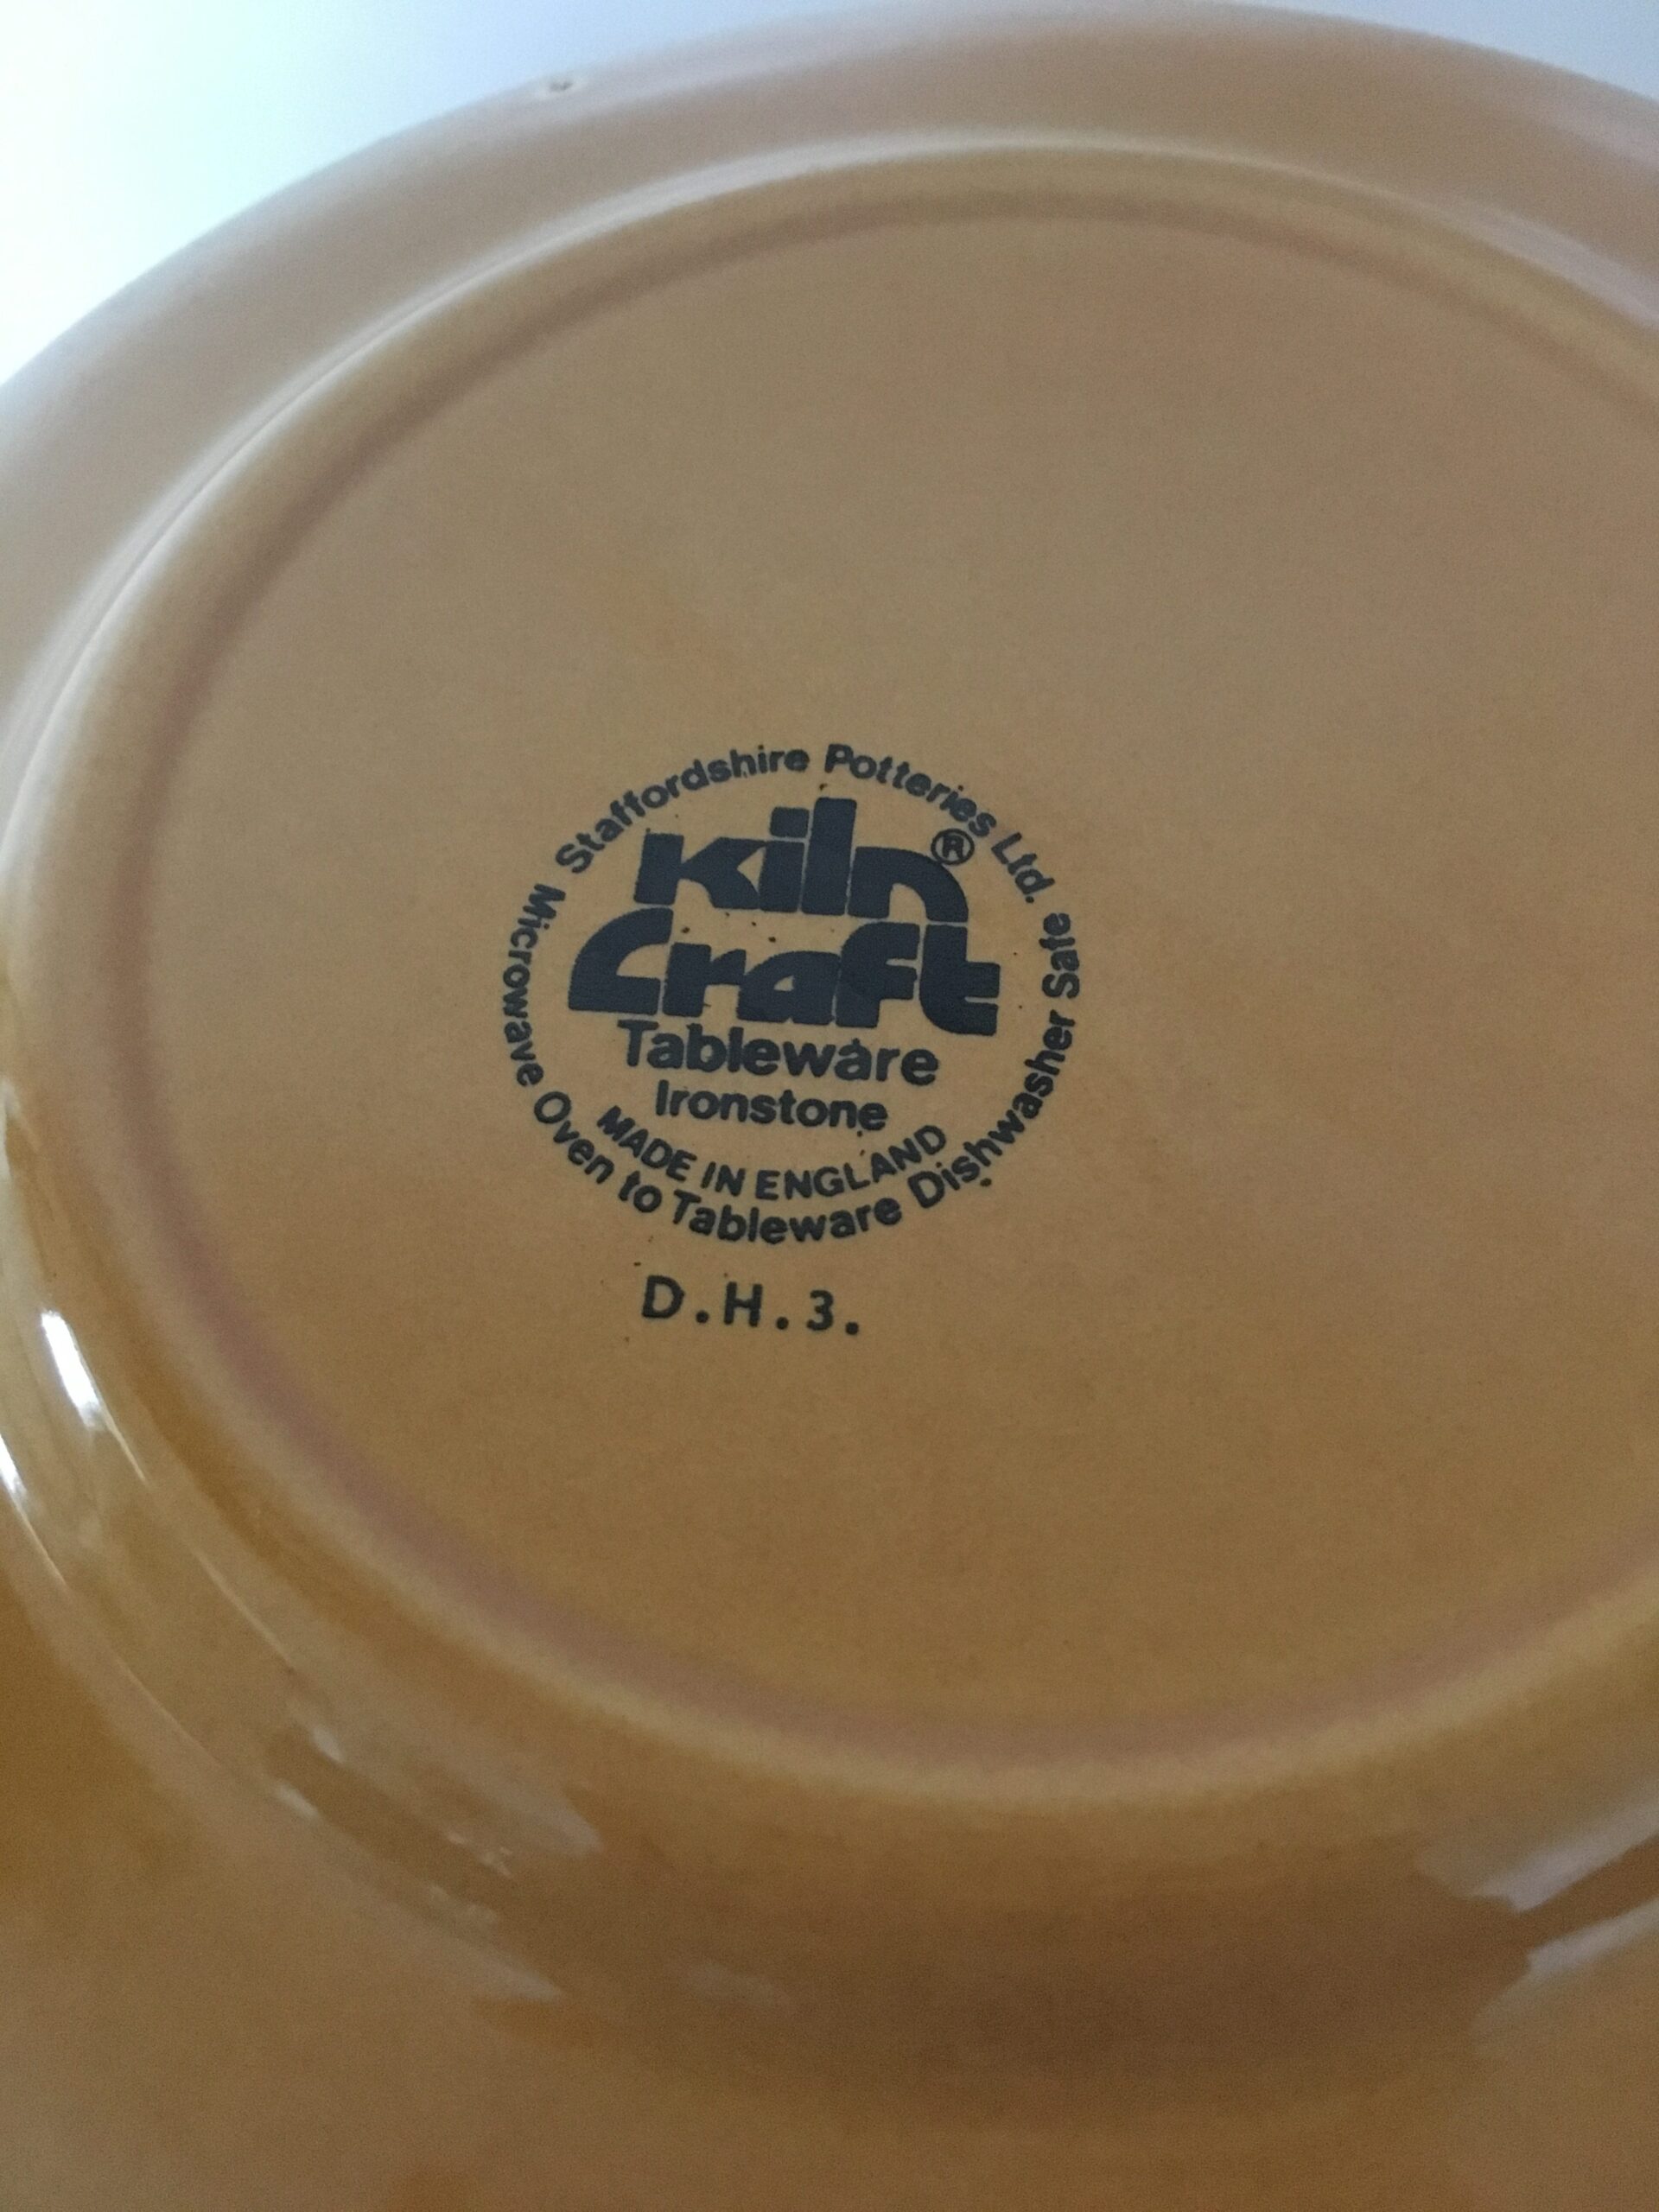 Staffordshire Potteries Ltd.
Kiln ®
Craft
Tableware
Ironstone
MADE IN ENGLAND
Microwave Oven to Tableware Dishwasher Safe
D.H.3.